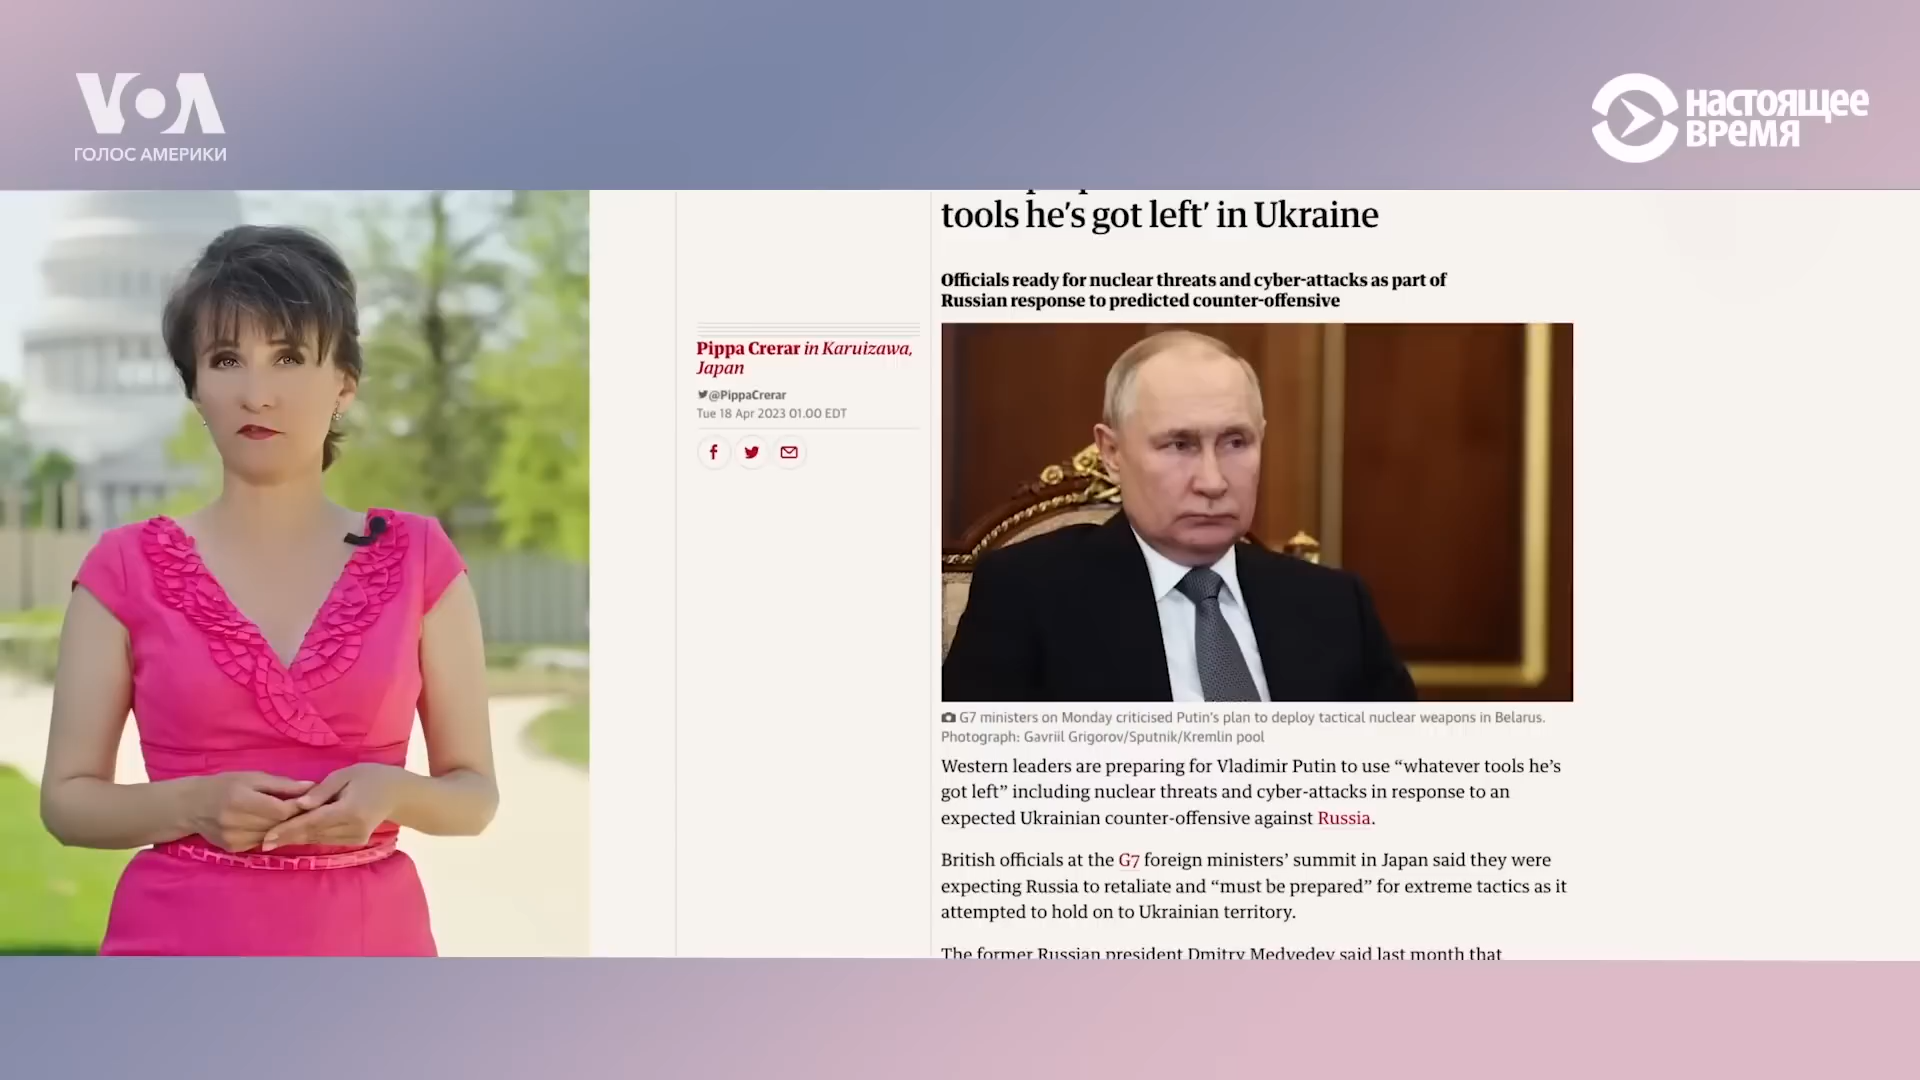 VOA
ГОЛОС АМЕРИКИ
НАСТОЯЩЕЕ
ВРЕМЯ
tools he's got left’ in Ukraine
Officials ready for nuclear threats and cyber-attacks as part of
Russian response to predicted counter-offensive
Pippa Crerar in Karuizawa,
Japan
@PippaCrerar
Tue 18 Apr 2023 01.00 EDT
G7 ministers on Monday criticised Putin's plan to deploy tactical nuclear weapons in Belarus.
Photograph: Gavriil Grigorov/Sputnik/Kremlin pool
Western leaders are preparing for Vladimir Putin to use “whatever tools he's
got left” including nuclear threats and cyber-attacks in response to an
expected Ukrainian counter-offensive against Russia.
British officials at the G7 foreign ministers’ summit in Japan said they were
expecting Russia to retaliate and “must be prepared” for extreme tactics as it
attempted to hold on to Ukrainian territory.
The former Russian president Dmitry Medvedev said last month that